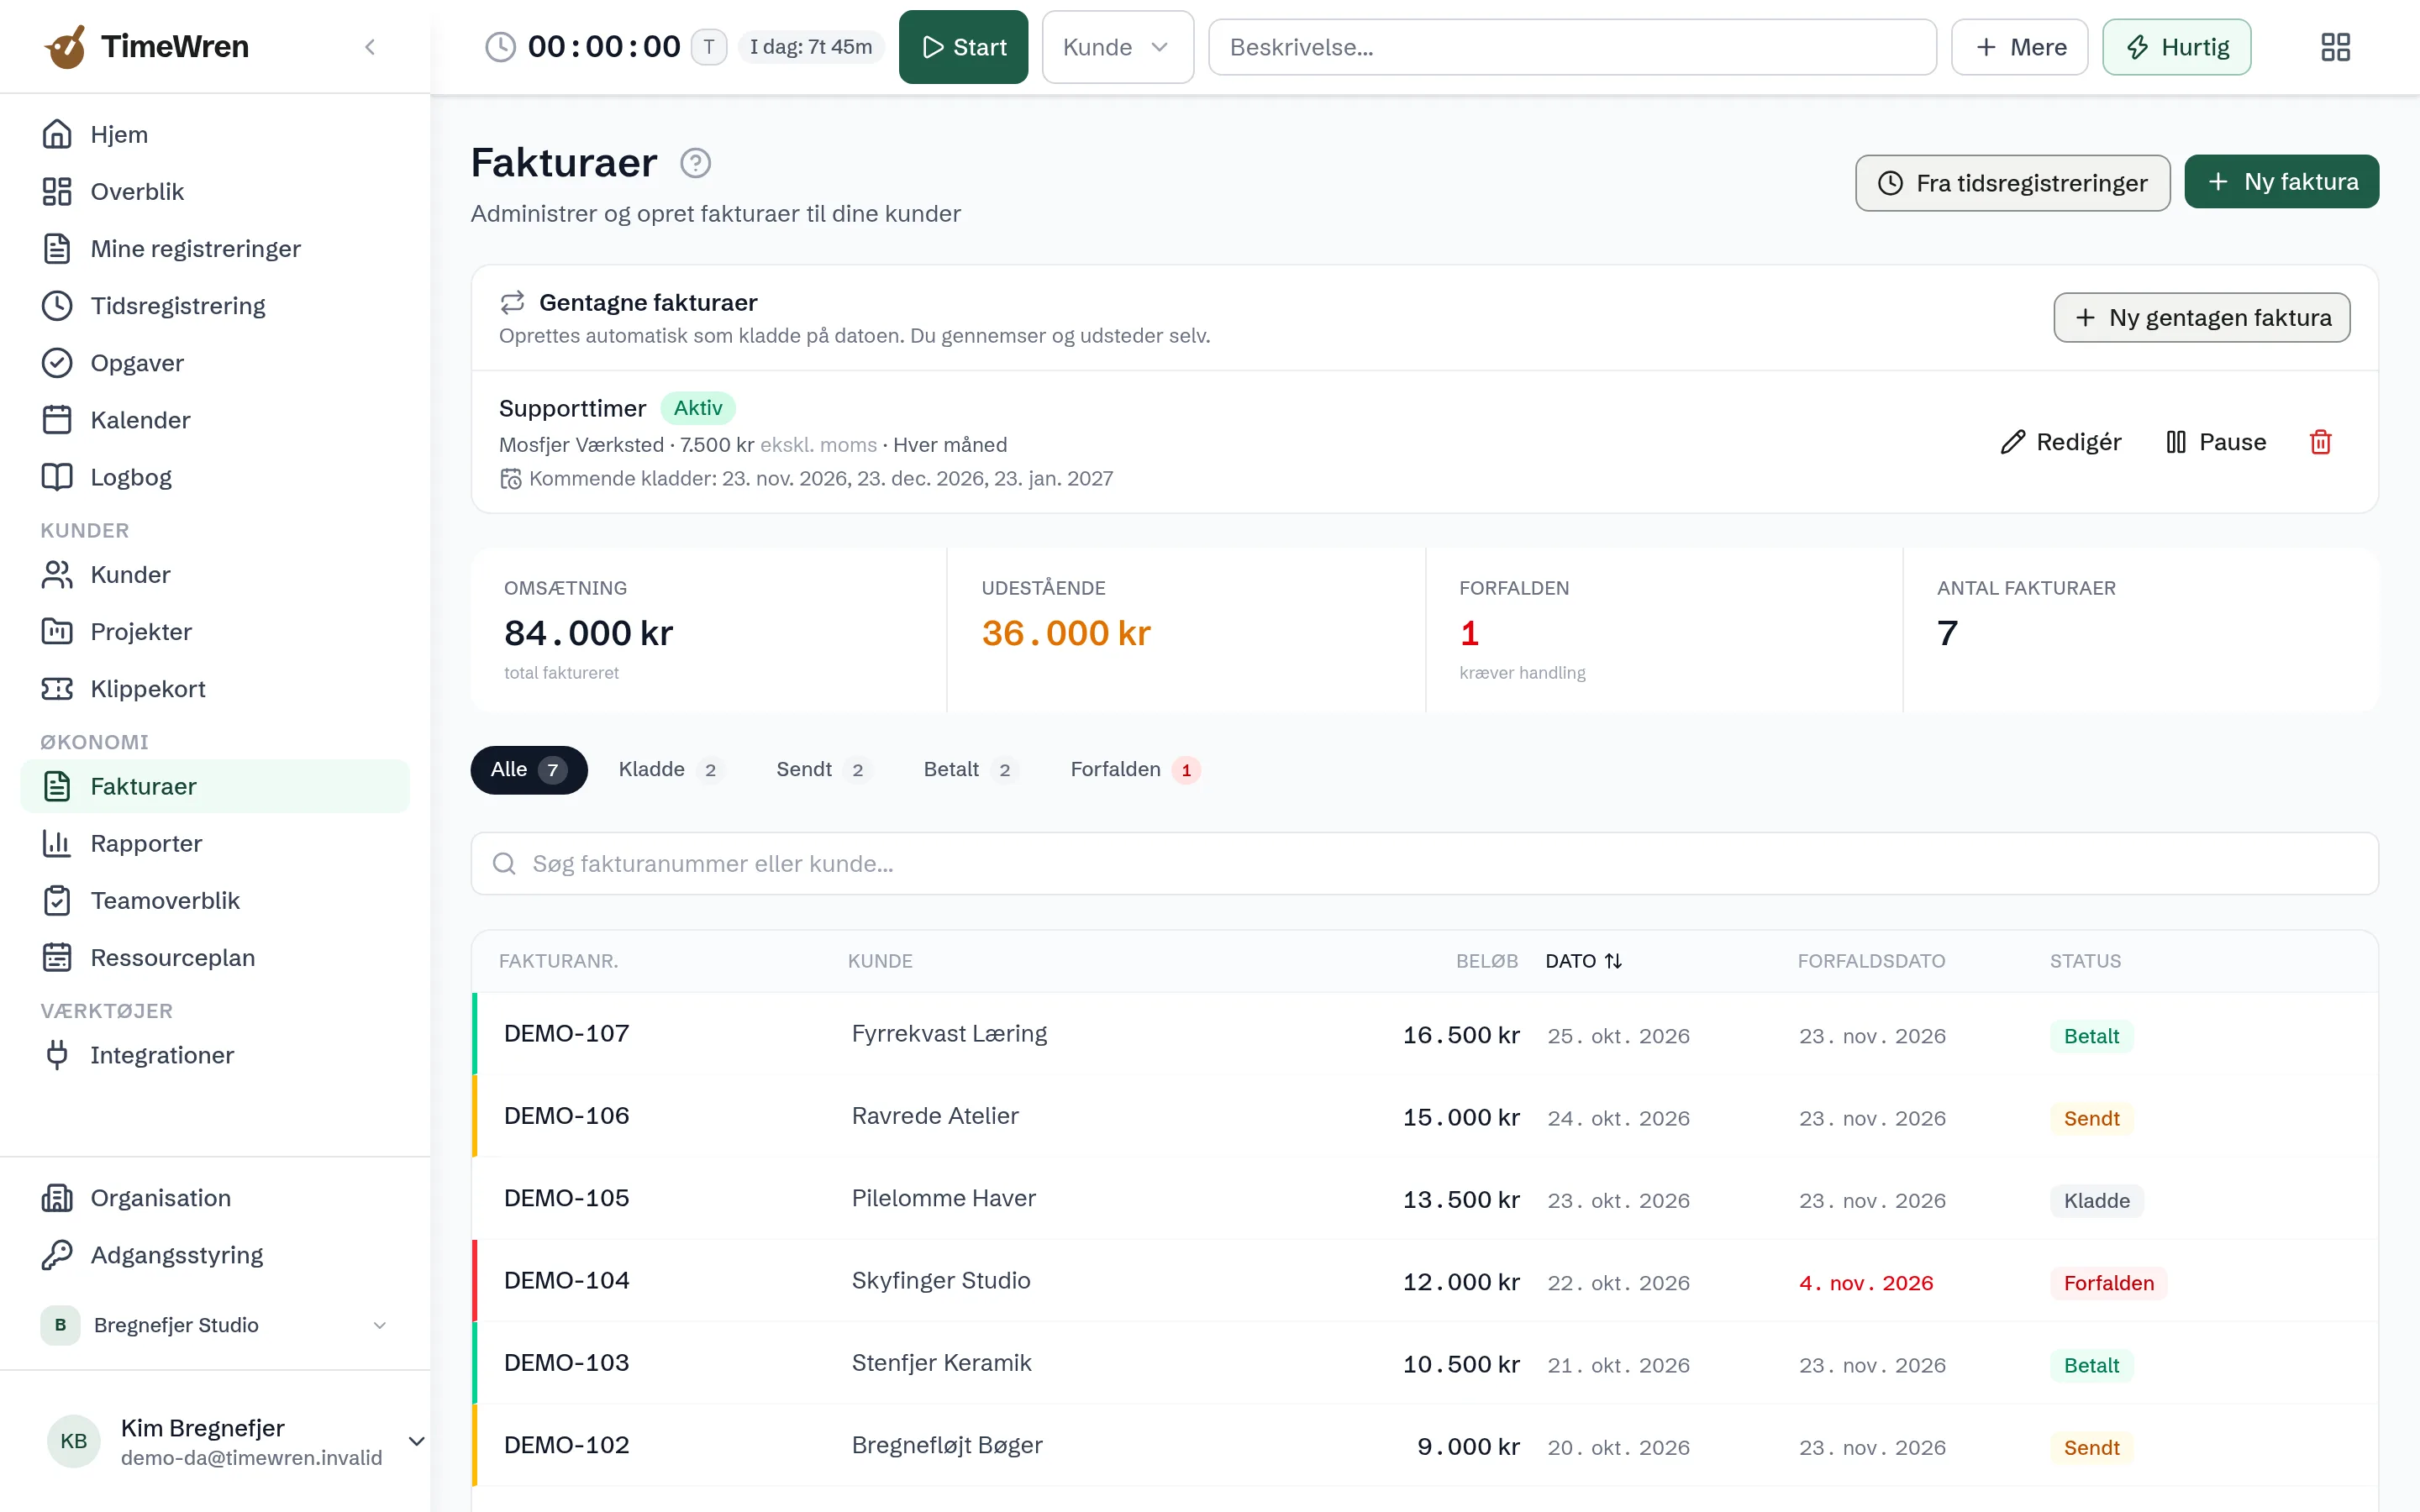 TimeWren
00:00:00 T I dag: 7t 45m Start Kunde Beskrivelse... Mere Hurtig
Hjem
Overblik
Mine registreringer
Tidsregistrering
Opgaver
Kalender
Logbog
KUNDER
Kunder
Projekter
Klippekort
ØKONOMI
Fakturaer
Rapporter
Teamoverblik
Ressourceplan
VÆRKTØJER
Integrationer
Organisation
Adgangsstyring
B Bregnefjer Studio
KB Kim Bregnefjer
demo-da@timewren.invalid
Fakturaer
Administrer og opret fakturaer til dine kunder
Fra tidsregistreringer Ny faktura
Gentagne fakturaer
Oprettes automatisk som kladde på datoen. Du gennemser og udsteder selv.
Ny gentagen faktura
Supporttimer Aktiv
Mosfjer Værksted · 7.500 kr ekskl. moms · Hver måned
Kommende kladder: 23. nov. 2026, 23. dec. 2026, 23. jan. 2027
Redigér Pause
OMSÆTNING
84.000 kr
total faktureret
UDESTÅENDE
36.000 kr
FORFALDEN
1
kræver handling
ANTAL FAKTURAER
7
Alle 7 Kladde 2 Sendt 2 Betalt 2 Forfalden 1
Søg fakturanummer eller kunde...
FAKTURANR. KUNDE BELØB DATO FORFALDSDATO STATUS
DEMO-107 Fyrrekvast Læring 16.500 kr 25. okt. 2026 23. nov. 2026 Betalt
DEMO-106 Ravrede Atelier 15.000 kr 24. okt. 2026 23. nov. 2026 Sendt
DEMO-105 Pilelomme Haver 13.500 kr 23. okt. 2026 23. nov. 2026 Kladde
DEMO-104 Skyfinger Studio 12.000 kr 22. okt. 2026 4. nov. 2026 Forfalden
DEMO-103 Stenfjer Keramik 10.500 kr 21. okt. 2026 23. nov. 2026 Betalt
DEMO-102 Bregnefløjt Bøger 9.000 kr 20. okt. 2026 23. nov. 2026 Sendt